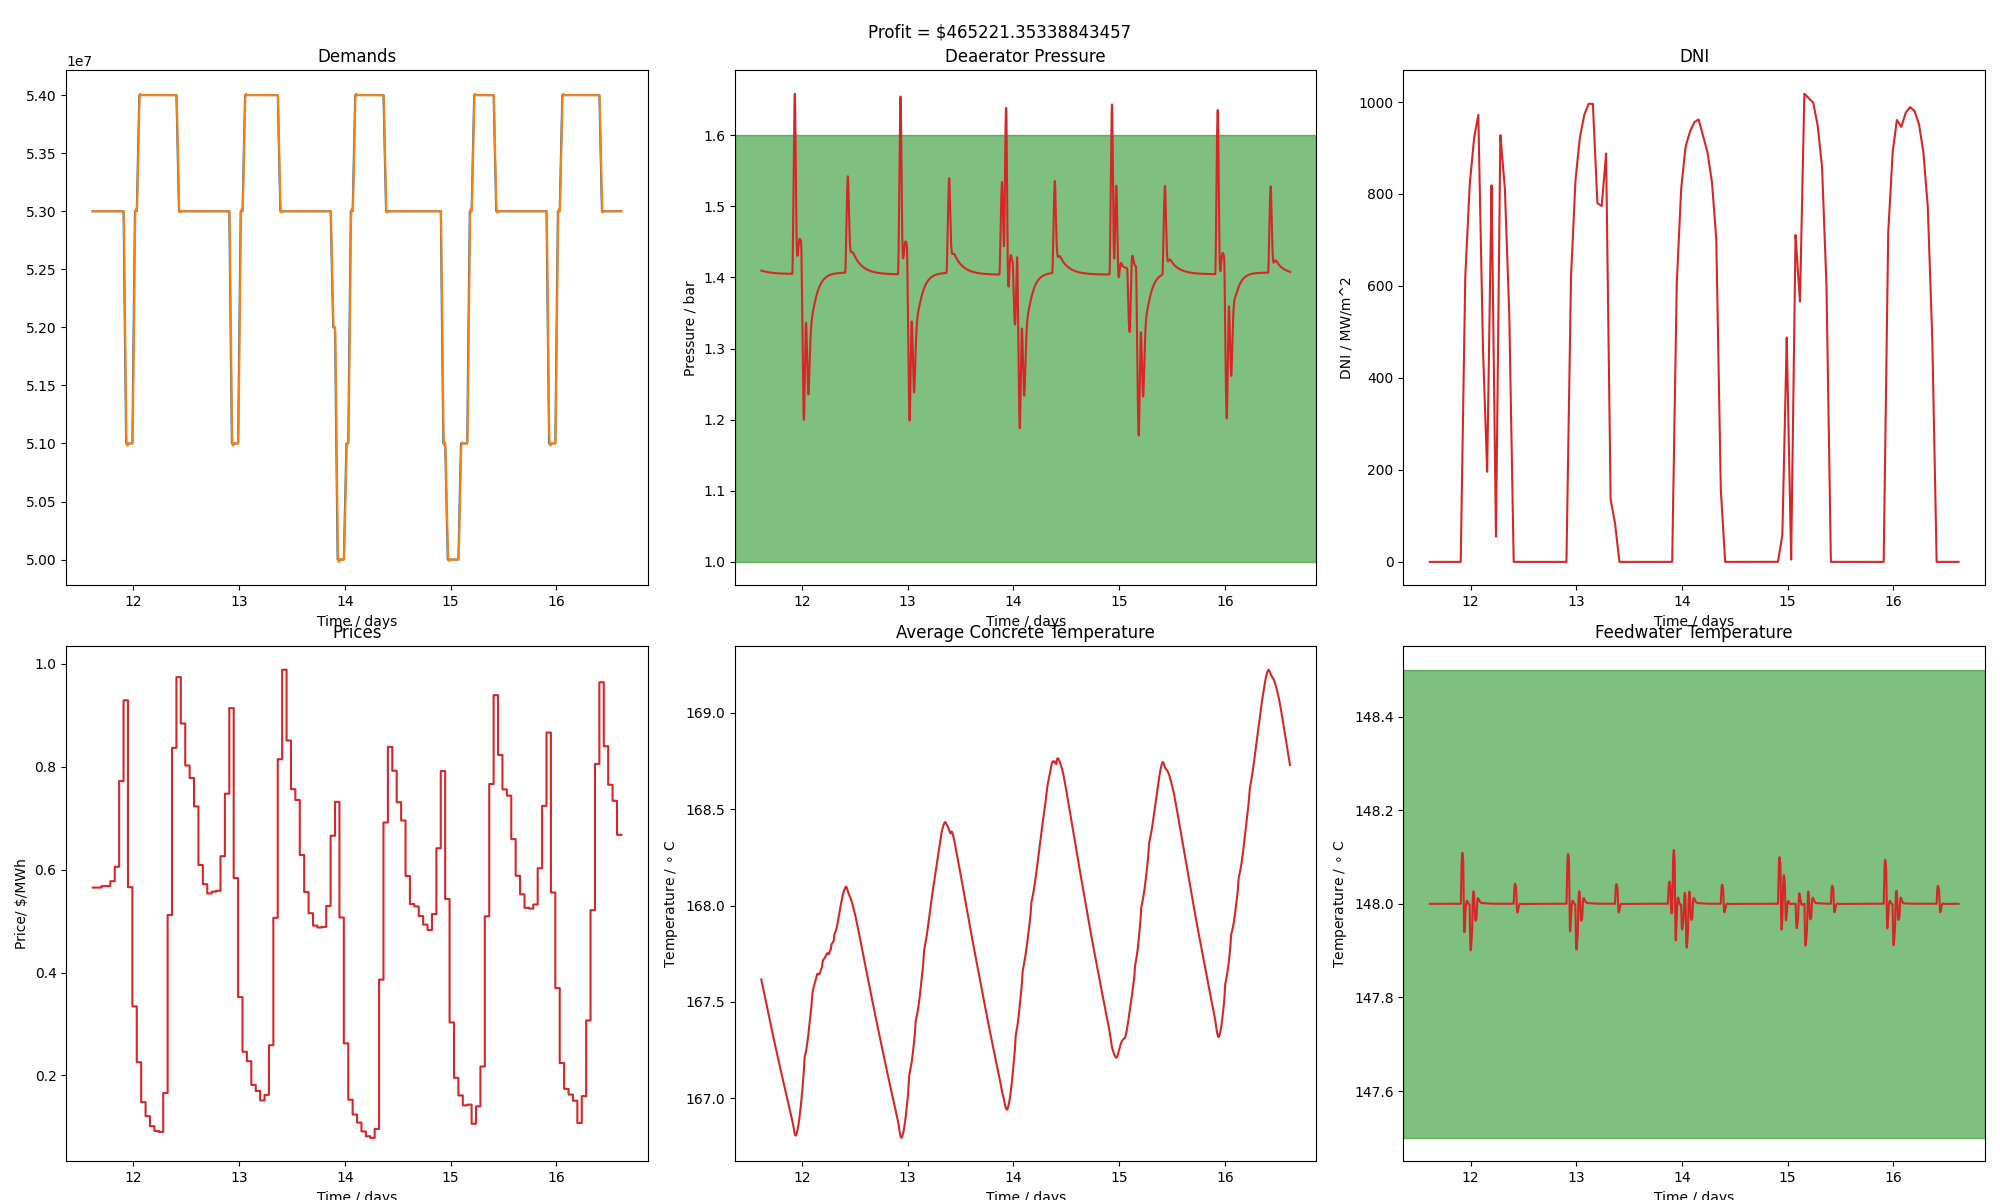 Profit = $465221.35338843457
Demands
1e7
5.40
5.35
5.30
5.25
5.20
5.15
5.10
5.05
5.00
12 13 14 15 16
Time / days
Deaerator Pressure
Pressure / bar
1.6
1.5
1.4
1.3
1.2
1.1
1.0
12 13 14 15 16
Time / days
DNI
DNI / MW/m^2
1000
800
600
400
200
0
12 13 14 15 16
Time / days
Prices
Price/ $/MWh
1.0
0.8
0.6
0.4
0.2
12 13 14 15 16
Time / days
Average Concrete Temperature
Temperature / ∘ C
169.0
168.5
168.0
167.5
167.0
12 13 14 15 16
Time / days
Feedwater Temperature
Temperature / ∘ C
148.4
148.2
148.0
147.8
147.6
12 13 14 15 16
Time / days